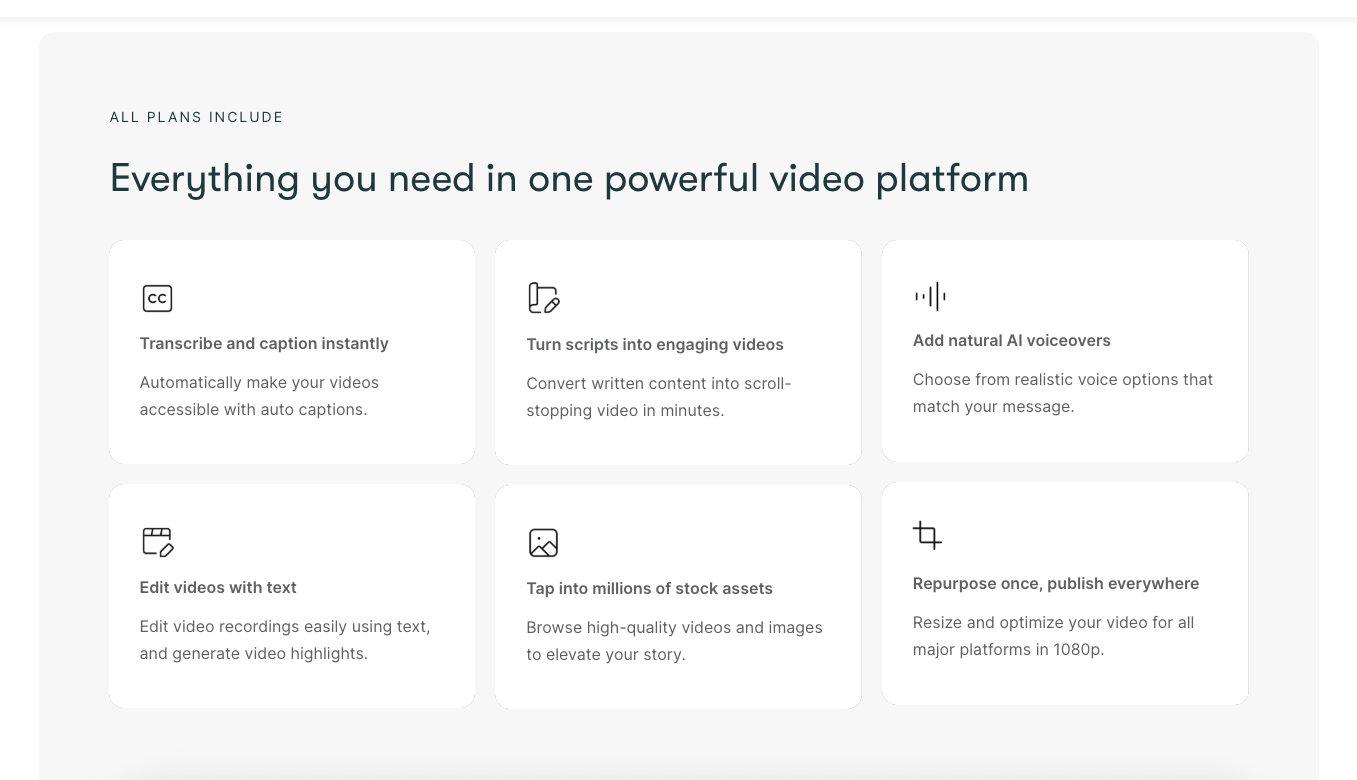 ALL PLANS INCLUDE
Everything you need in one powerful video platform
CC
Transcribe and caption instantly
Automatically make your videos
accessible with auto captions.
Turn scripts into engaging videos
Convert written content into scroll-
stopping video in minutes.
Add natural AI voiceovers
Choose from realistic voice options that
match your message.
Edit videos with text
Edit video recordings easily using text,
and generate video highlights.
Tap into millions of stock assets
Browse high-quality videos and images
to elevate your story.
Repurpose once, publish everywhere
Resize and optimize your video for all
major platforms in 1080p.